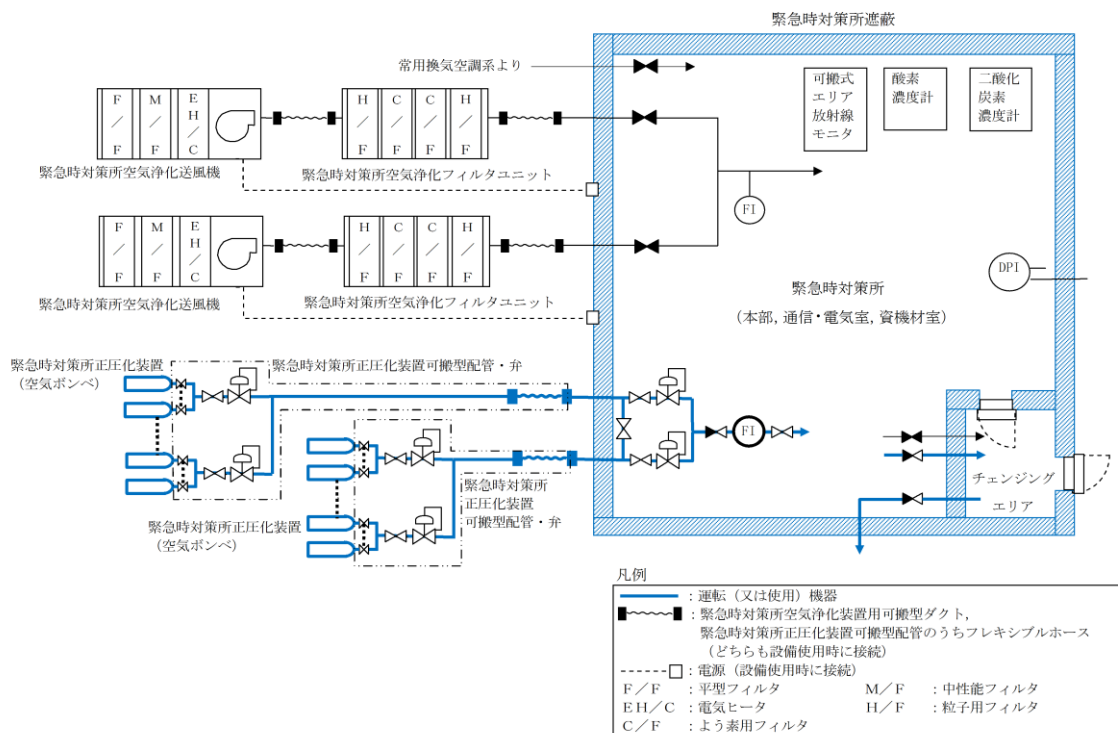 緊急時対策所遮蔽
常用換気空調系より
可搬式
エリア
放射線
モニタ
酸素
濃度計
二酸化
炭素
濃度計
F/F
M/F
EH/C
H/F
C/F
C/F
H/F
緊急時対策所空気浄化送風機
緊急時対策所空気浄化フィルタユニット
FI
F/F
M/F
EH/C
H/F
C/F
C/F
H/F
緊急時対策所空気浄化送風機
緊急時対策所空気浄化フィルタユニット
DPI
緊急時対策所
(本部,通信・電気室,資機材室)
緊急時対策所正圧化装置
(空気ボンベ)
緊急時対策所正圧化装置可搬型配管・弁
FI
緊急時対策所
正圧化装置
可搬型配管・弁
緊急時対策所正圧化装置
(空気ボンベ)
チェンジング
エリア
凡例
:運転(又は使用)機器
:緊急時対策所空気浄化装置用可搬型ダクト,
緊急時対策所正圧化装置可搬型配管のうちフレキシブルホース
(どちらも設備使用時に接続)
:電源(設備使用時に接続)
F/F :平型フィルタ M/F :中性能フィルタ
EH/C :電気ヒータ H/F :粒子用フィルタ
C/F :よう素用フィルタ